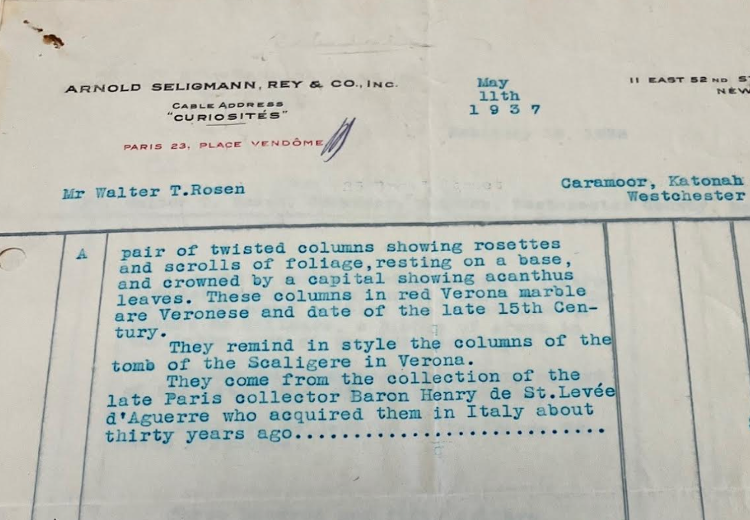 ARNOLD SELIGMANN, REY & CO., INC.
CABLE ADDRESS
"CURIOSITÉS"
PARIS 23, PLACE VENDÔME
May
11th
1937
11 EAST 52ND
NEW
Mr Walter T.Rosen
Caramoor, Katonah
Westchester
A pair of twisted columns showing rosettes
and scrolls of foliage,resting on a base,
and crowned by a capital showing acanthus
leaves. These columns in red Verona marble
are Veronese and date of the late 15th Cen-
tury.
They remind in style the columns of the
tomb of the Scaligere in Verona.
They come from the collection of the
late Paris collector Baron Henry de St.Levée
d'Aguerre who acquired them in Italy about
thirty years ago..............................